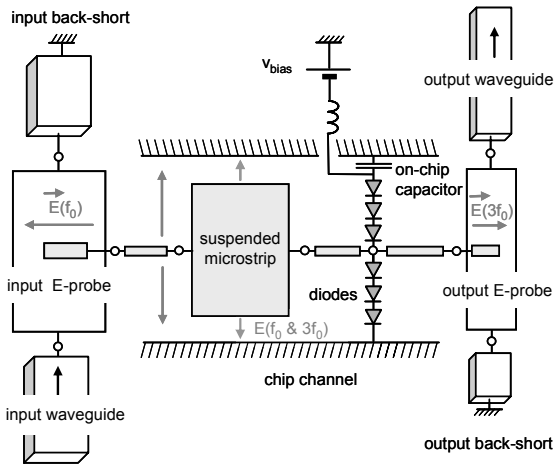 input back-short
v_bias
output waveguide
on-chip
capacitor
E(f₀)
E(3f₀)
suspended
microstrip
input E-probe
diodes
output E-probe
E(f₀ & 3f₀)
chip channel
input waveguide
output back-short